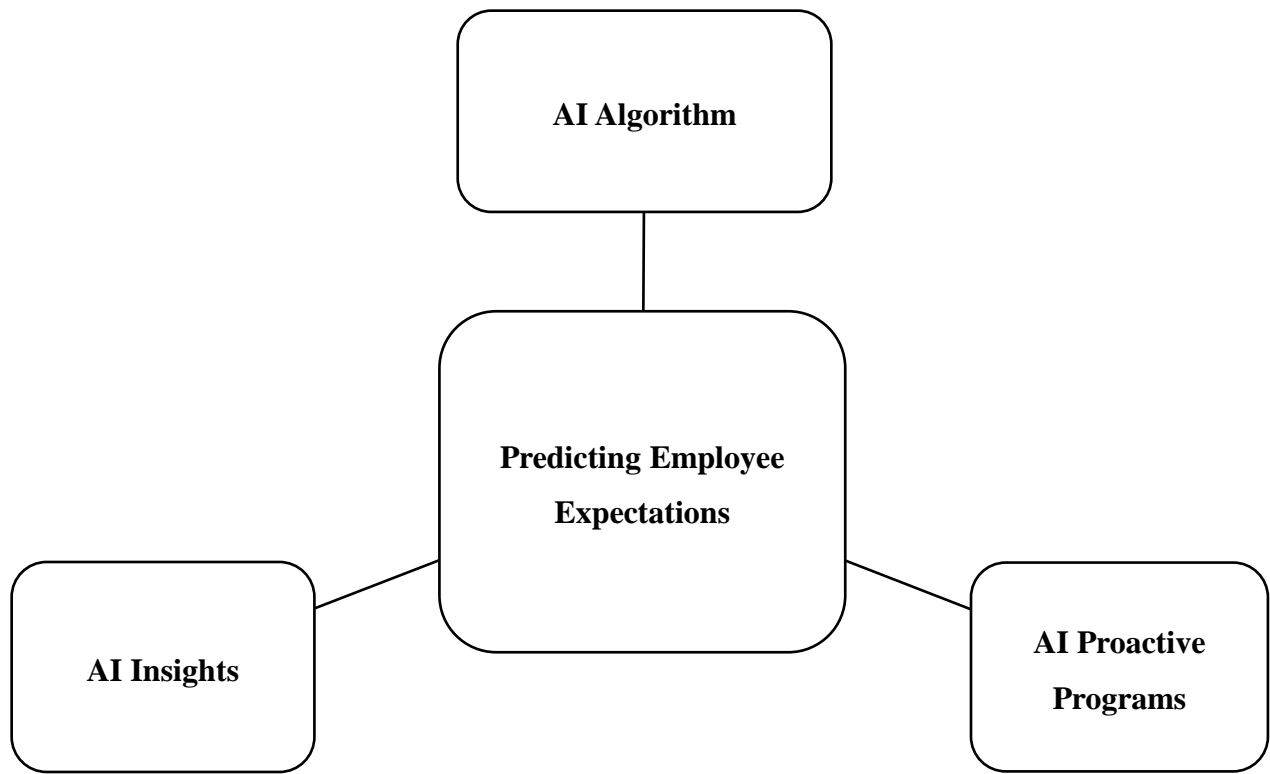 AI Algorithm
Predicting Employee
Expectations
AI Insights
AI Proactive
Programs